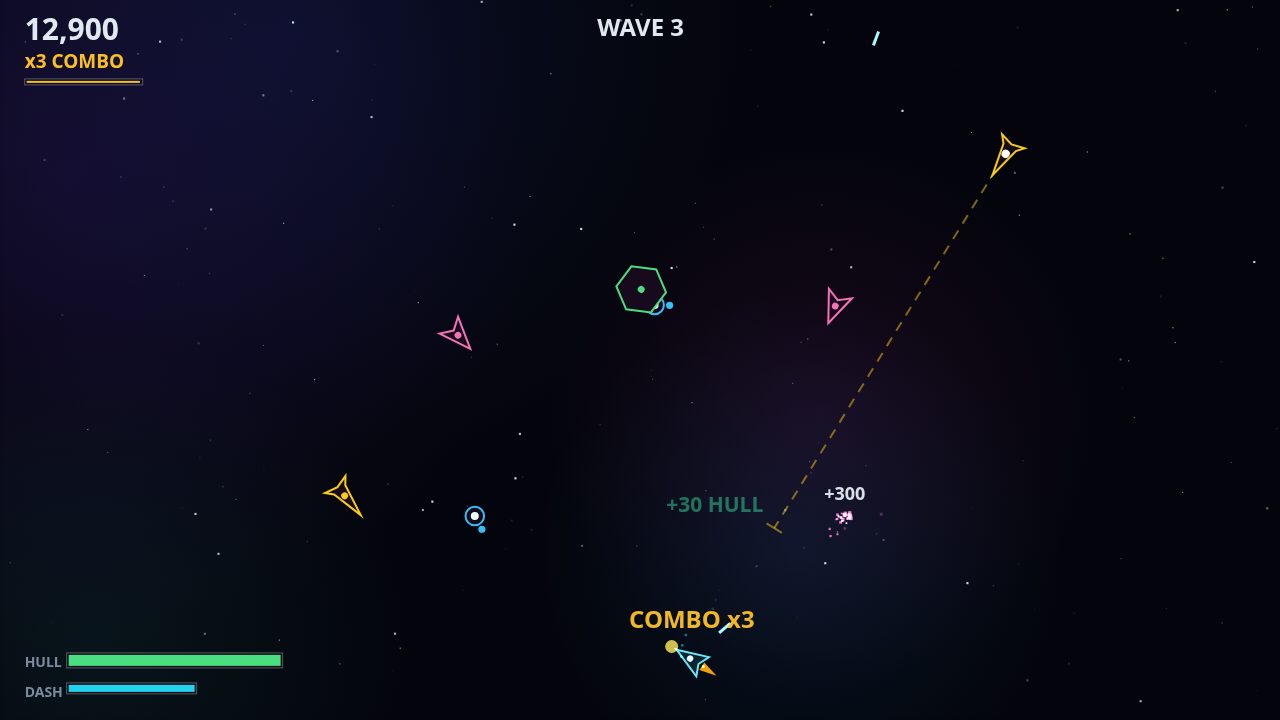 12,900
WAVE 3
x3 COMBO
+300
+30 HULL
COMBO x3
HULL
DASH